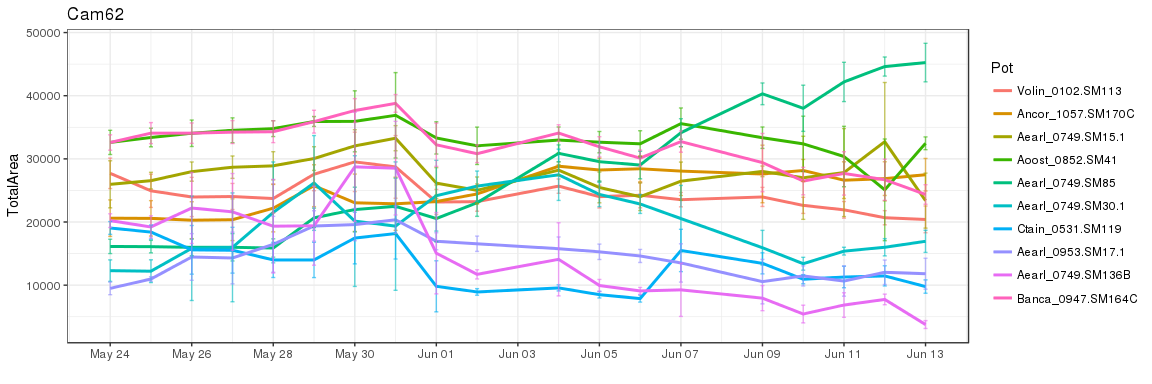 Cam62
TotalArea
50000
40000
30000
20000
10000
May 24
May 26
May 28
May 30
Jun 01
Jun 03
Jun 05
Jun 07
Jun 09
Jun 11
Jun 13
Pot
Volin_0102.SM113
Ancor_1057.SM170C
Aearl_0749.SM15.1
Aoost_0852.SM41
Aearl_0749.SM85
Aearl_0749.SM30.1
Ctain_0531.SM119
Aearl_0953.SM17.1
Aearl_0749.SM136B
Banca_0947.SM164C